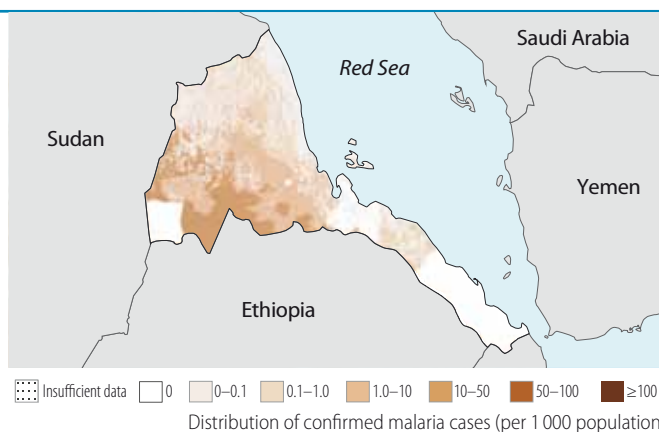 Saudi Arabia
Red Sea
Sudan
Yemen
Ethiopia
Insufficient data 0 0–0.1 0.1–1.0 1.0–10 10–50 50–100 ≥100
Distribution of confirmed malaria cases (per 1 000 population